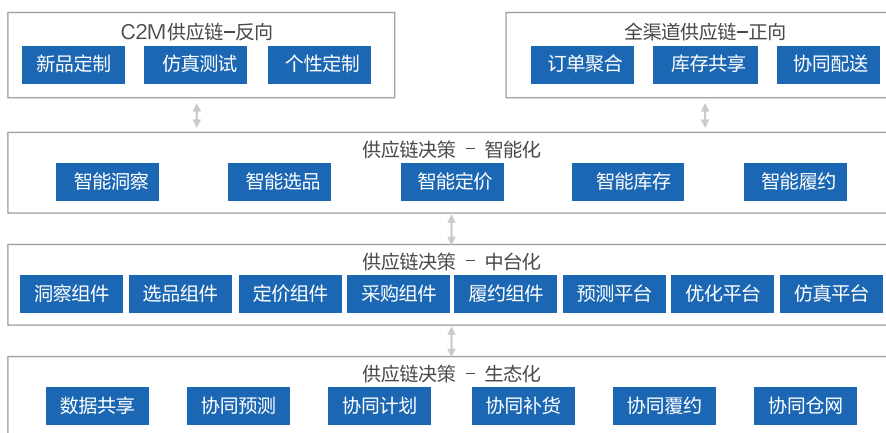 C2M供应链-反向
新品定制 仿真测试 个性定制
全渠道供应链-正向
订单聚合 库存共享 协同配送
供应链决策 - 智能化
智能洞察 智能选品 智能定价 智能库存 智能履约
供应链决策 - 中台化
洞察组件 选品组件 定价组件 采购组件 履约组件 预测平台 优化平台 仿真平台
供应链决策 - 生态化
数据共享 协同预测 协同计划 协同补货 协同覆约 协同仓网